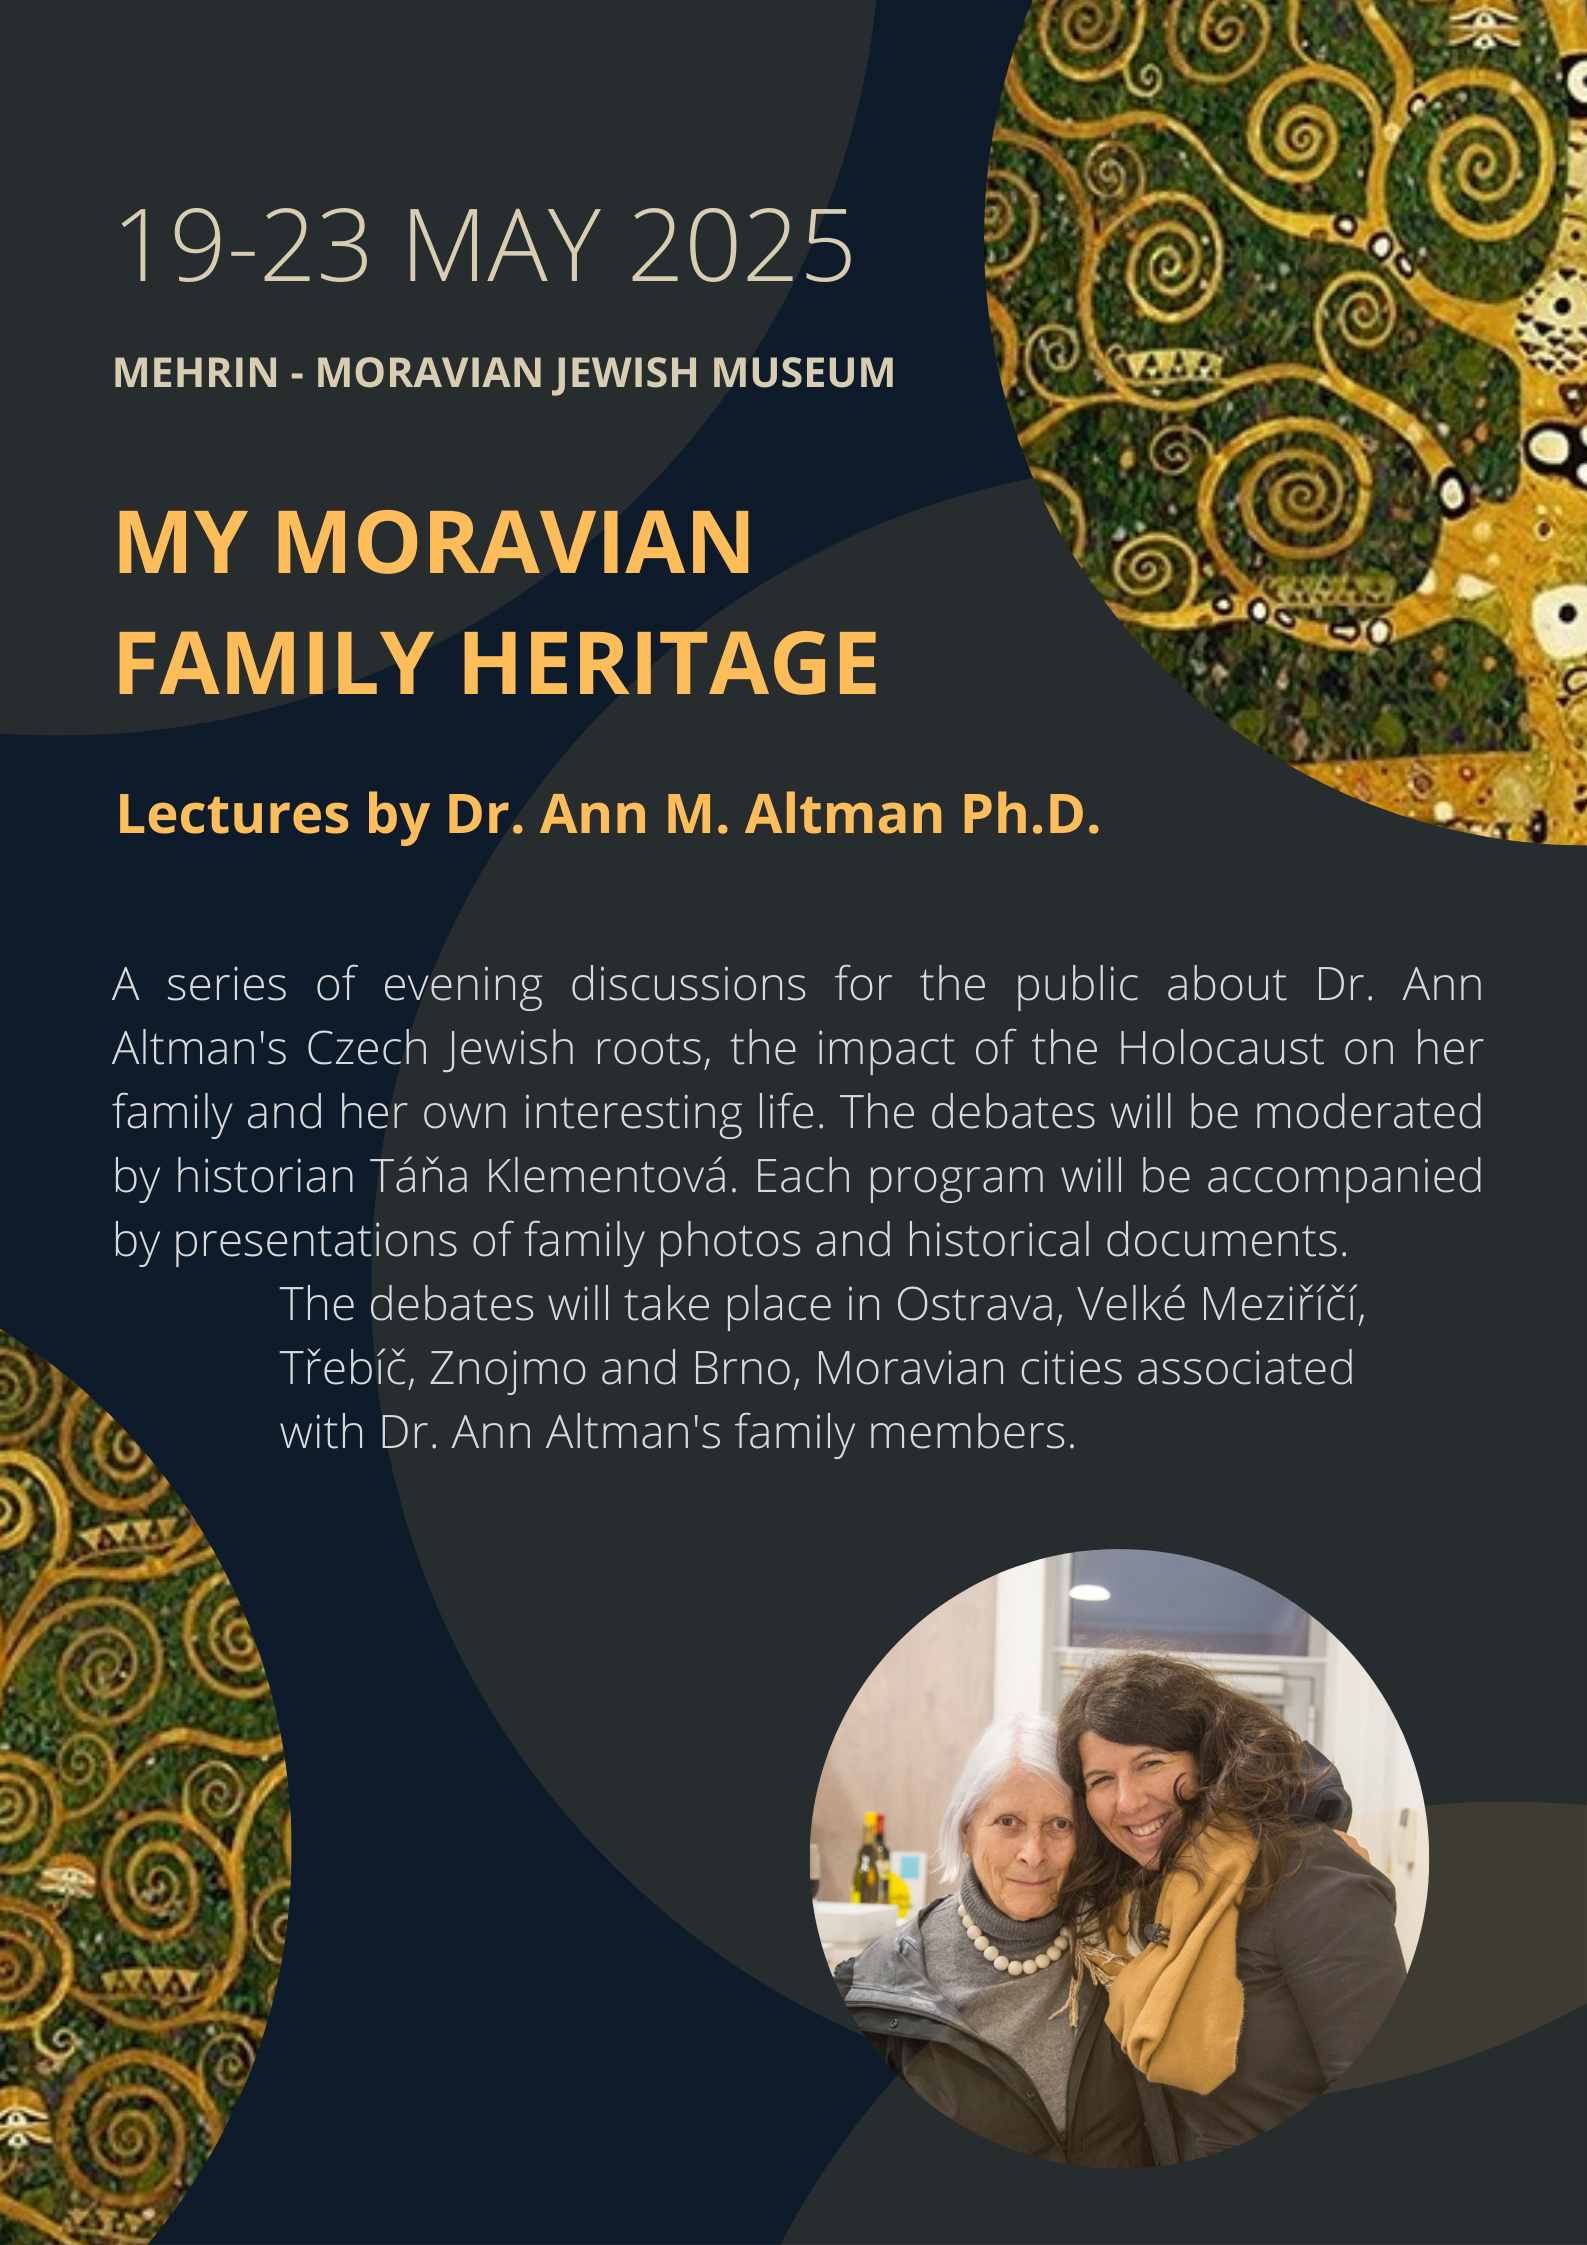 19-23 MAY 2025
MEHRIN - MORAVIAN JEWISH MUSEUM
MY MORAVIAN
FAMILY HERITAGE
Lectures by Dr. Ann M. Altman Ph.D.
A series of evening discussions for the public about Dr. Ann
Altman's Czech Jewish roots, the impact of the Holocaust on her
family and her own interesting life. The debates will be moderated
by historian Táňa Klementová. Each program will be accompanied
by presentations of family photos and historical documents.
The debates will take place in Ostrava, Velké Meziříčí,
Třebíč, Znojmo and Brno, Moravian cities associated
with Dr. Ann Altman's family members.